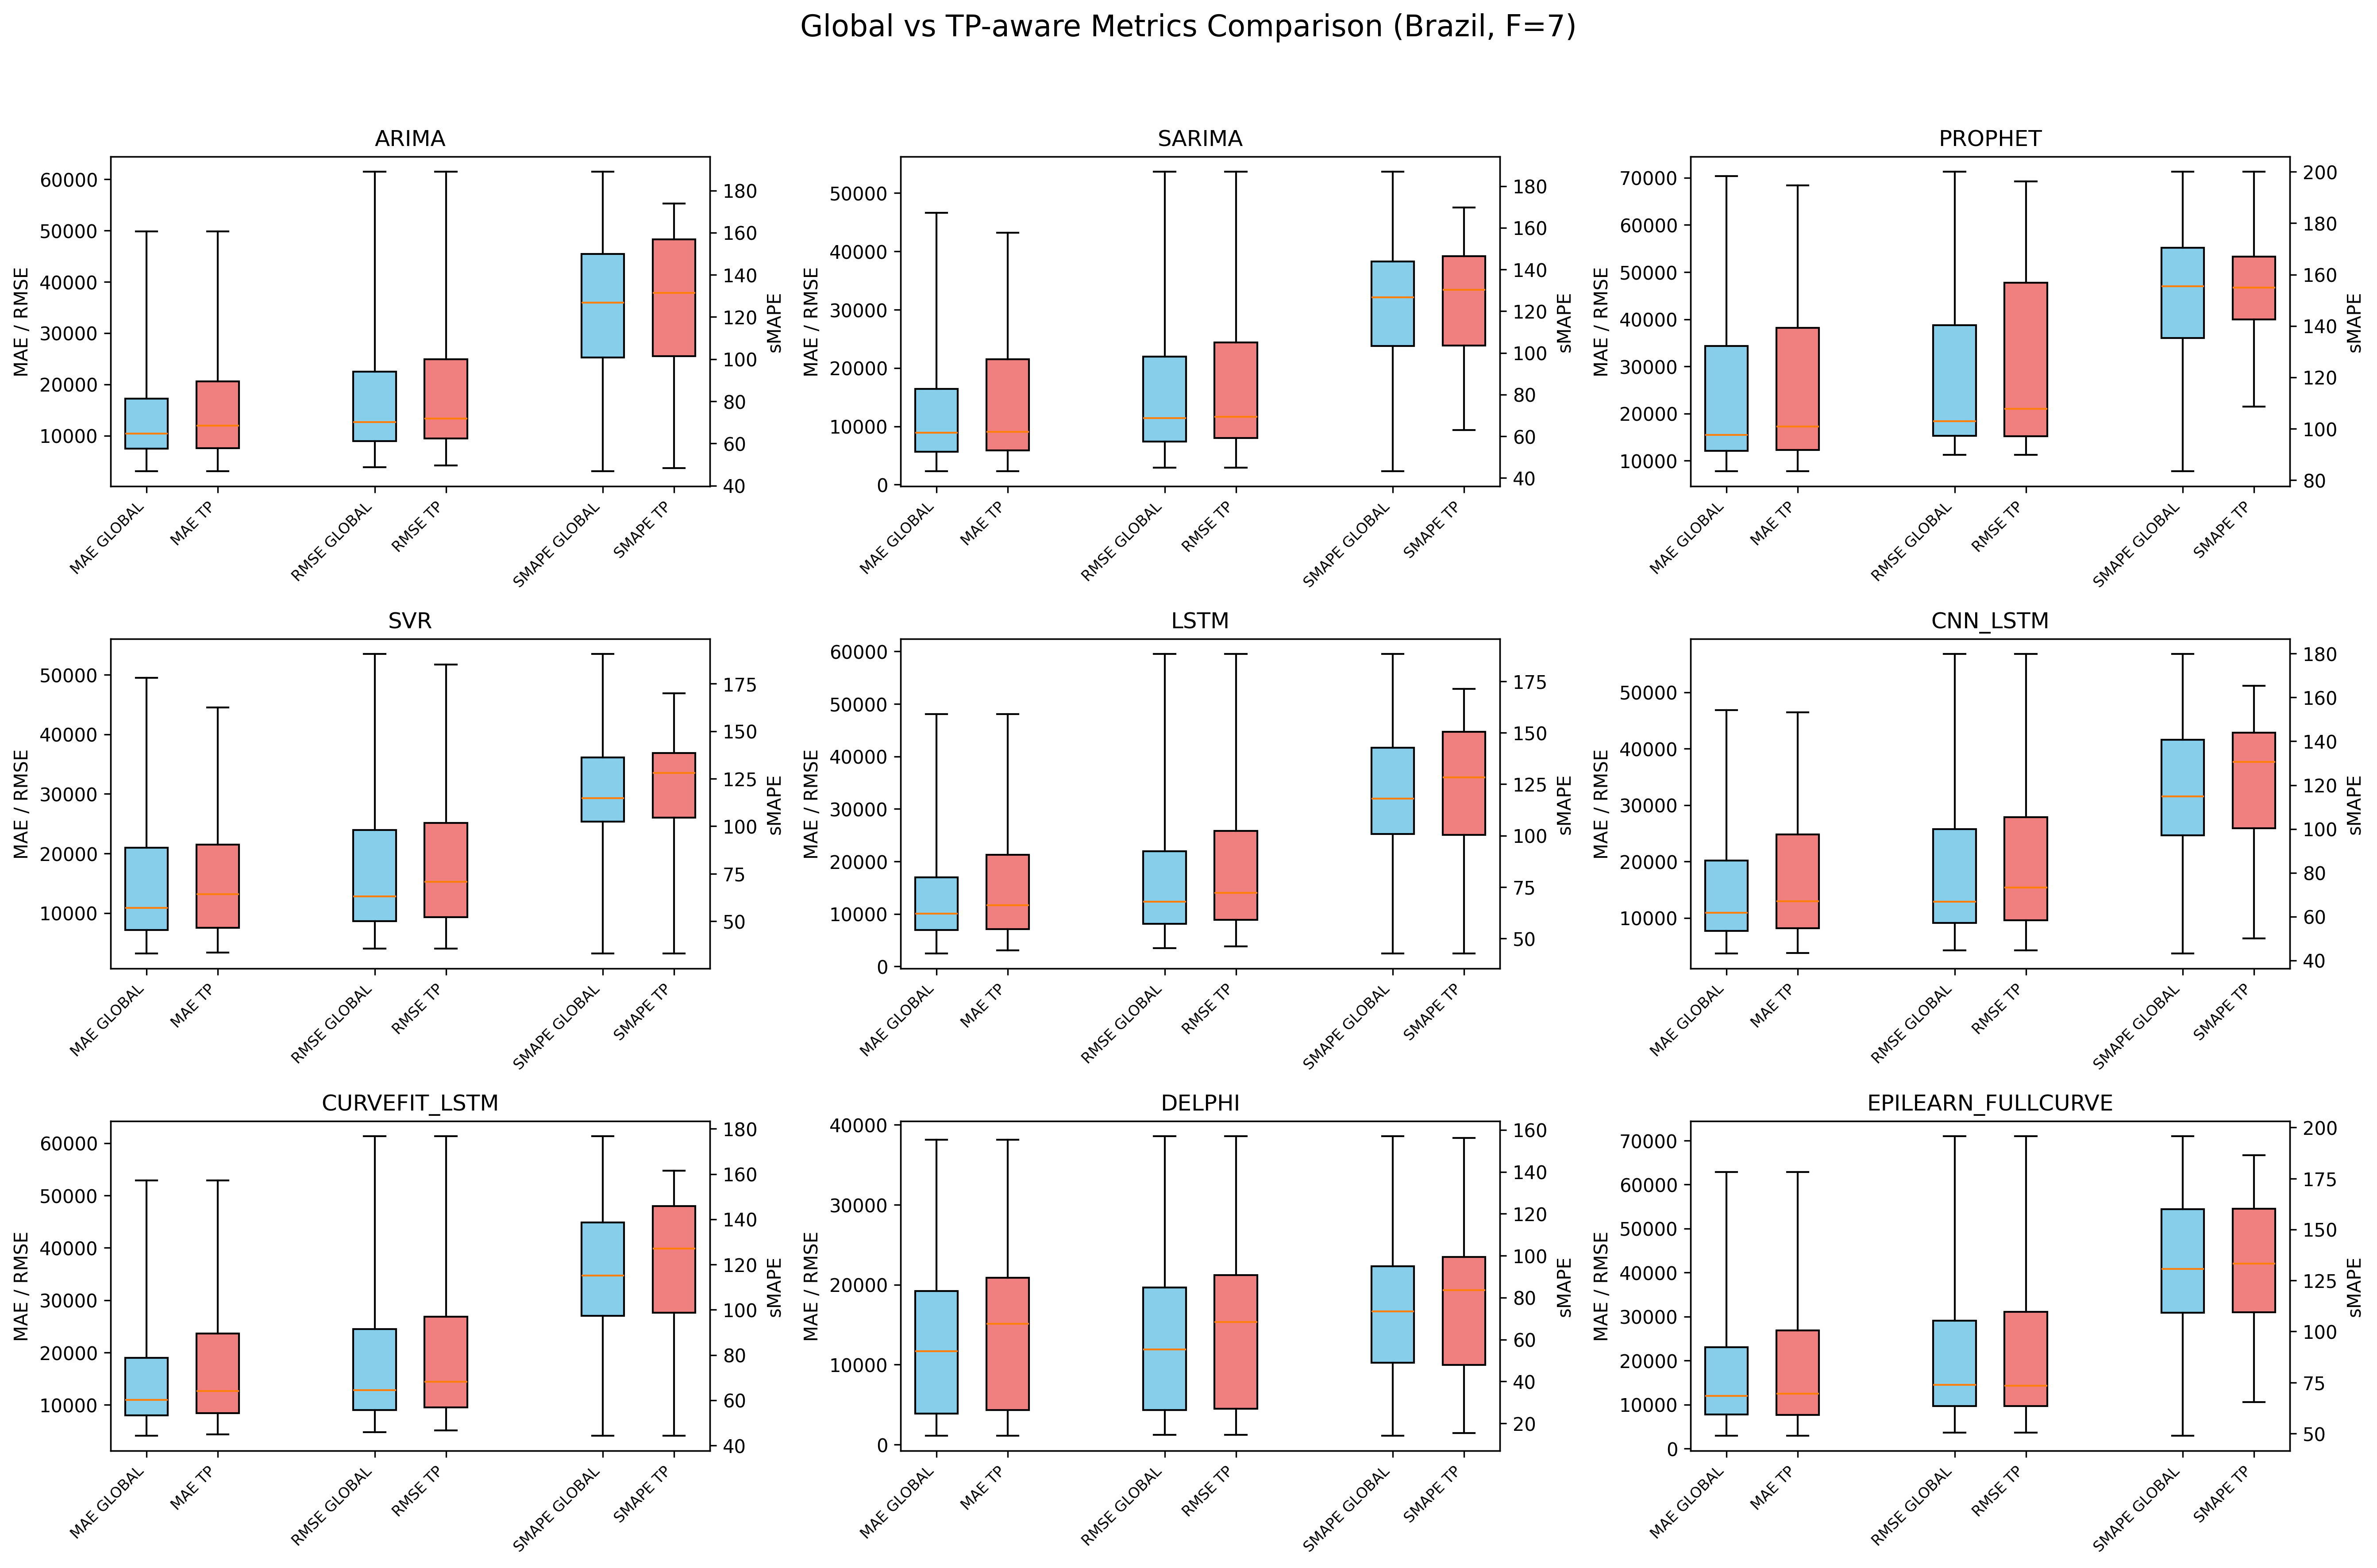 Global vs TP-aware Metrics Comparison (Brazil, F=7)
ARIMA
MAE / RMSE
60000
50000
40000
30000
20000
10000
180
160
140
120
100
80
60
40
sMAPE
MAE GLOBAL
MAE TP
RMSE GLOBAL
RMSE TP
SMAPE GLOBAL
SMAPE TP
SARIMA
MAE / RMSE
50000
40000
30000
20000
10000
0
180
160
140
120
100
80
60
40
sMAPE
MAE GLOBAL
MAE TP
RMSE GLOBAL
RMSE TP
SMAPE GLOBAL
SMAPE TP
PROPHET
MAE / RMSE
70000
60000
50000
40000
30000
20000
10000
200
180
160
140
120
100
80
sMAPE
MAE GLOBAL
MAE TP
RMSE GLOBAL
RMSE TP
SMAPE GLOBAL
SMAPE TP
SVR
MAE / RMSE
50000
40000
30000
20000
10000
175
150
125
100
75
50
sMAPE
MAE GLOBAL
MAE TP
RMSE GLOBAL
RMSE TP
SMAPE GLOBAL
SMAPE TP
LSTM
MAE / RMSE
60000
50000
40000
30000
20000
10000
0
175
150
125
100
75
50
sMAPE
MAE GLOBAL
MAE TP
RMSE GLOBAL
RMSE TP
SMAPE GLOBAL
SMAPE TP
CNN_LSTM
MAE / RMSE
50000
40000
30000
20000
10000
180
160
140
120
100
80
60
40
sMAPE
MAE GLOBAL
MAE TP
RMSE GLOBAL
RMSE TP
SMAPE GLOBAL
SMAPE TP
CURVEFIT_LSTM
MAE / RMSE
60000
50000
40000
30000
20000
10000
180
160
140
120
100
80
60
40
sMAPE
MAE GLOBAL
MAE TP
RMSE GLOBAL
RMSE TP
SMAPE GLOBAL
SMAPE TP
DELPHI
MAE / RMSE
40000
30000
20000
10000
0
160
140
120
100
80
60
40
20
sMAPE
MAE GLOBAL
MAE TP
RMSE GLOBAL
RMSE TP
SMAPE GLOBAL
SMAPE TP
EPILEARN_FULLCURVE
MAE / RMSE
70000
60000
50000
40000
30000
20000
10000
0
200
175
150
125
100
75
50
sMAPE
MAE GLOBAL
MAE TP
RMSE GLOBAL
RMSE TP
SMAPE GLOBAL
SMAPE TP